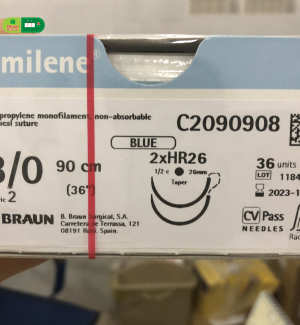 milene®
propylene monofilament, non-absorbable
ical suture
C2090908
BLUE
3/0 90 cm
(36")
ric 2
2xHR26
1/2 c 26mm
Taper
36 units
LOT 1184
2023-1
BRAUN
B. Braun Surgical, S.A.
Carretera de Terrassa, 121
08191 Rubí. Spain.
CV Pass
NEEDLES